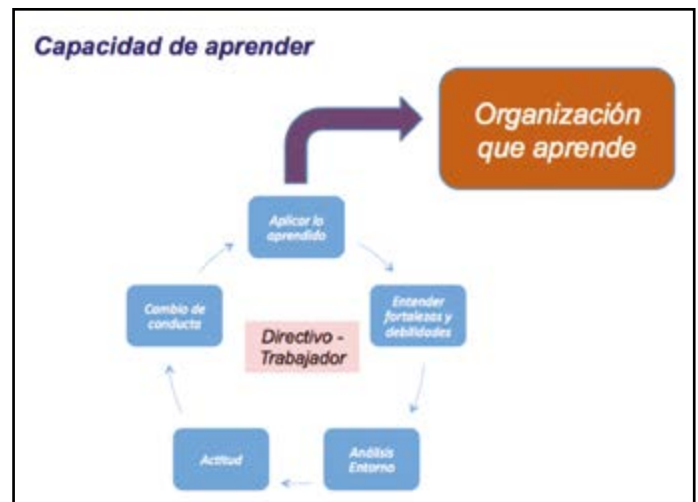 Capacidad de aprender
Organización
que aprende
Aplicar lo
aprendido
Entender
fortalezas y
debilidades
Análisis
Entorno
Actitud
Cambio de
conducta
Directivo -
Trabajador